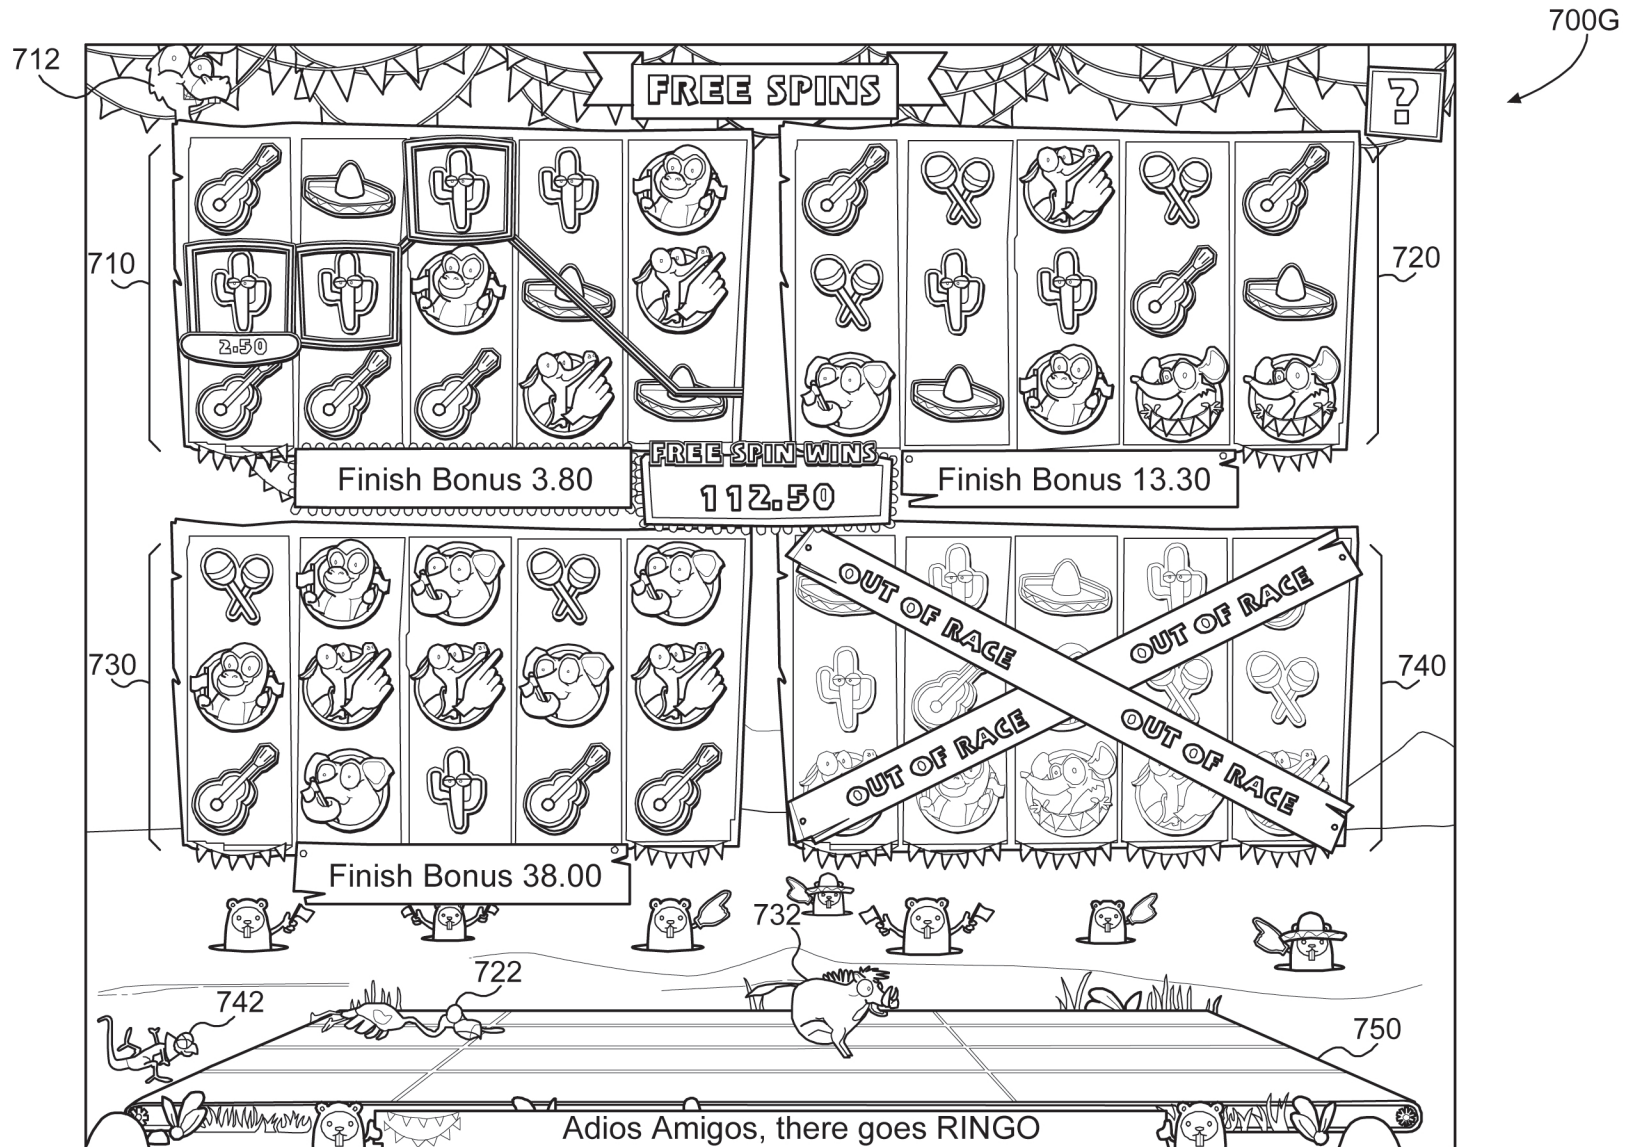 700G
712
FREE SPINS
?
710
720
2.50
FREE SPIN WINS
Finish Bonus 3.80
112.50
Finish Bonus 13.30
730
740
OUT OF RACE
OUT OF RACE
OUT OF RACE
OUT OF RACE
Finish Bonus 38.00
732
722
742
750
Adios Amigos, there goes RINGO